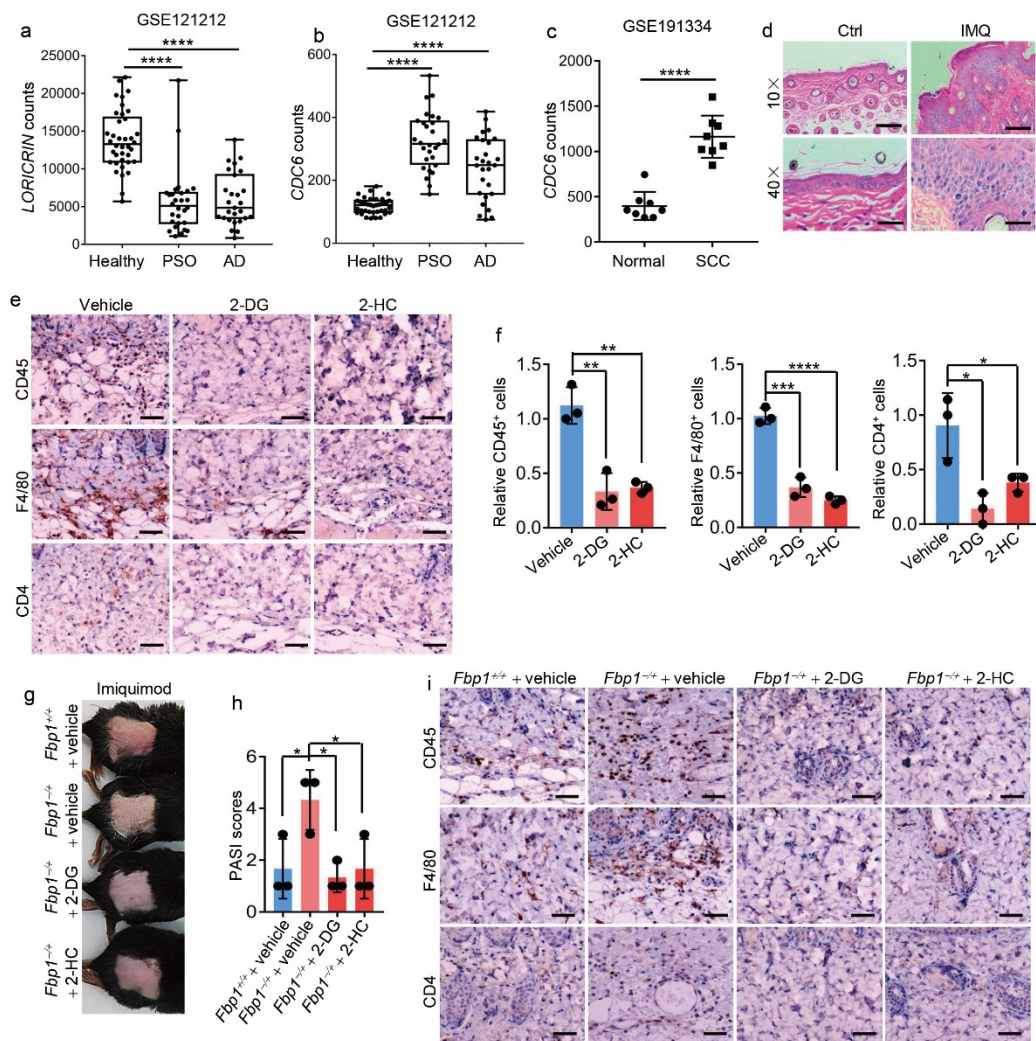 a
GSE121212
LORICRIN counts
25000
20000
15000
10000
5000
0
****
****
Healthy
PSO
AD
b
GSE121212
CDC6 counts
600
400
200
0
****
****
Healthy
PSO
AD
c
GSE191334
CDC6 counts
2000
1500
1000
500
0
****
Normal
SCC
d
Ctrl
IMQ
10×
40×
e
Vehicle
2-DG
2-HC
CD45
F4/80
CD4
f
Relative CD45+ cells
1.5
1.0
0.5
0.0
**
**
Vehicle
2-DG
2-HC
Relative F4/80+ cells
1.5
1.0
0.5
0.0
****
***
Vehicle
2-DG
2-HC
Relative CD4+ cells
1.5
1.0
0.5
0.0
*
*
Vehicle
2-DG
2-HC
g
Imiquimod
Fbp1+/+
+ vehicle
Fbp1−/+
+ vehicle
Fbp1−/+
+ 2-DG
Fbp1−/+
+ 2-HC
h
PASI scores
6
4
2
0
*
*
*
Fbp1+/+ + vehicle
Fbp1−/+ + vehicle
Fbp1−/+ + 2-DG
Fbp1−/+ + 2-HC
i
Fbp1+/+ + vehicle
Fbp1−/+ + vehicle
Fbp1−/+ + 2-DG
Fbp1−/+ + 2-HC
CD45
F4/80
CD4